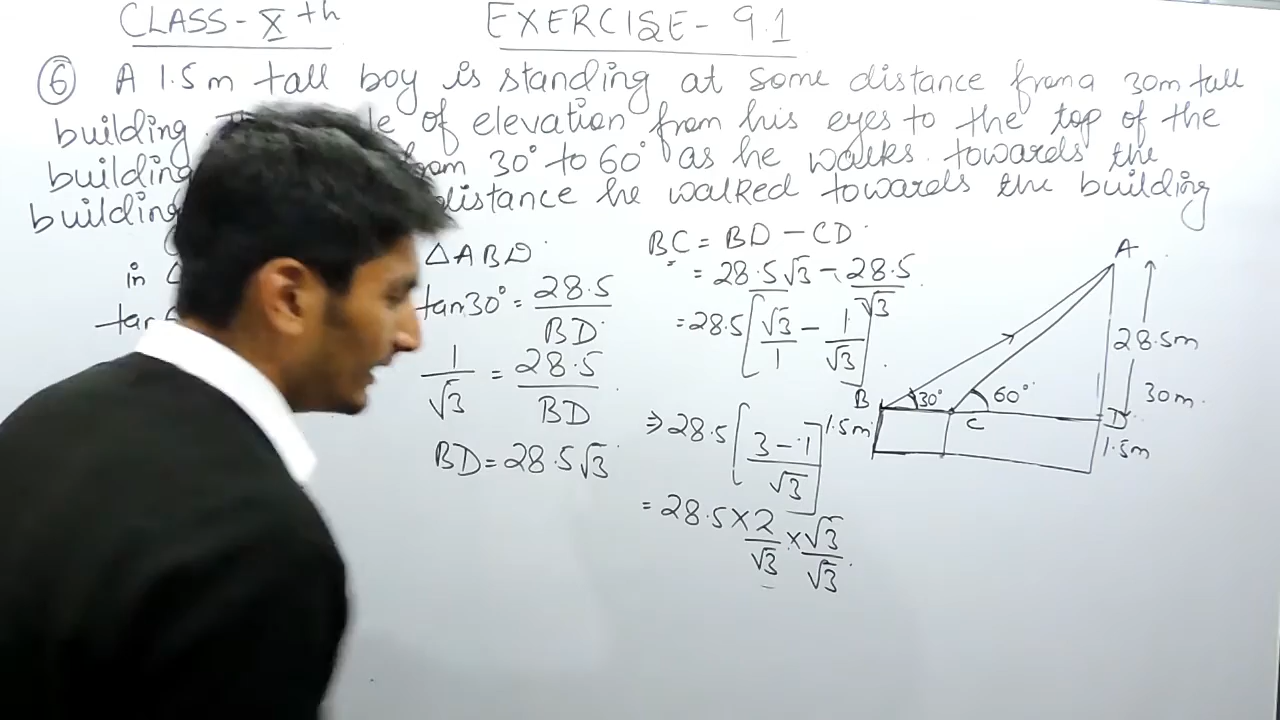 CLASS - Xth EXERCISE - 9.1
⑥ A 1.5m tall boy is standing at some distance from a 30m tall
building. of elevation from his eyes to the top of the
building from 30° to 60° as he walks towards the
building distance he walked towards the building
in
tan
△ABD
tan30° = 28.5/BD
1/√3 = 28.5/BD
BD = 28.5√3
BC = BD - CD
= 28.5√3 - 28.5/√3
= 28.5[√3/1 - 1/√3]
⇒ 28.5[3-1/√3]
= 28.5 × 2/√3 × √3/√3
A
28.5m
30m
B 30° 60°
C D
1.5m 1.5m